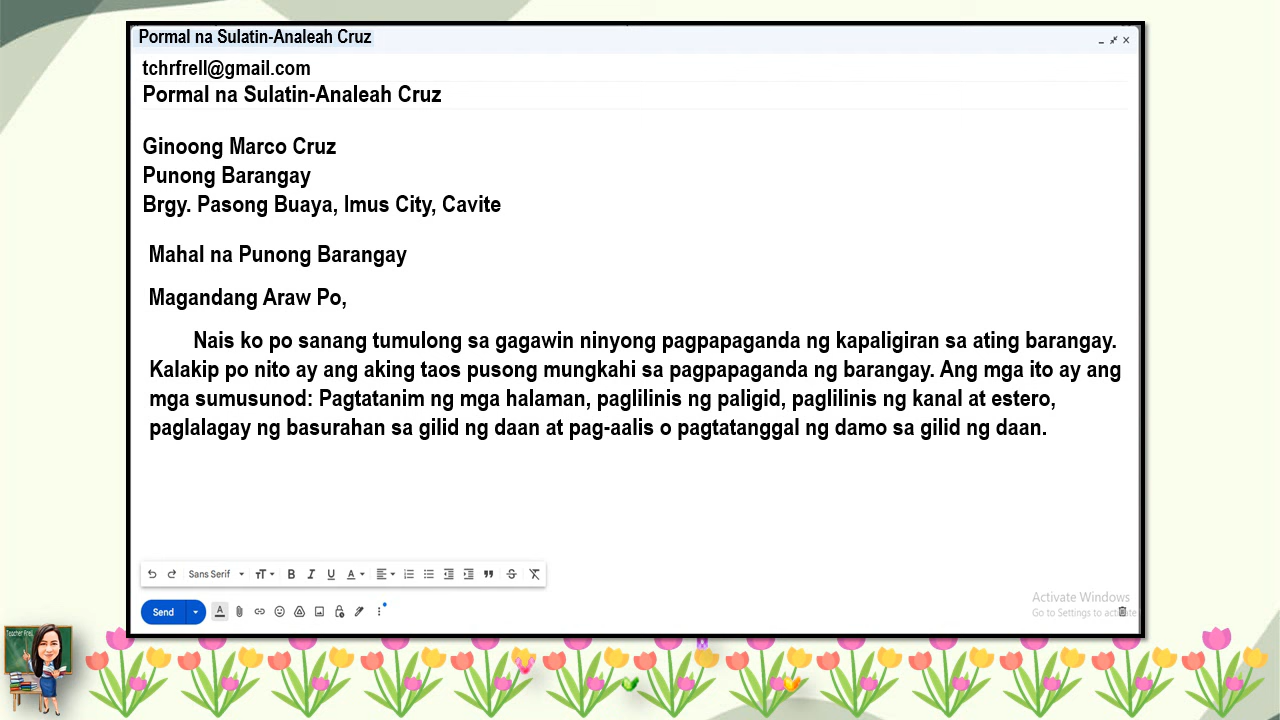 Pormal na Sulatin-Analeah Cruz
tchrfrell@gmail.com
Pormal na Sulatin-Analeah Cruz
Ginoong Marco Cruz
Punong Barangay
Brgy. Pasong Buaya, Imus City, Cavite
Mahal na Punong Barangay
Magandang Araw Po,
Nais ko po sanang tumulong sa gagawin ninyong pagpapaganda ng kapaligiran sa ating barangay.
Kalakip po nito ay ang aking taos pusong mungkahi sa pagpapaganda ng barangay. Ang mga ito ay ang
mga sumusunod: Pagtatanim ng mga halaman, paglilinis ng paligid, paglilinis ng kanal at estero,
paglalagay ng basurahan sa gilid ng daan at pag-aalis o pagtatanggal ng damo sa gilid ng daan.
Sans Serif
Send
Activate Windows
Go to Settings to activate